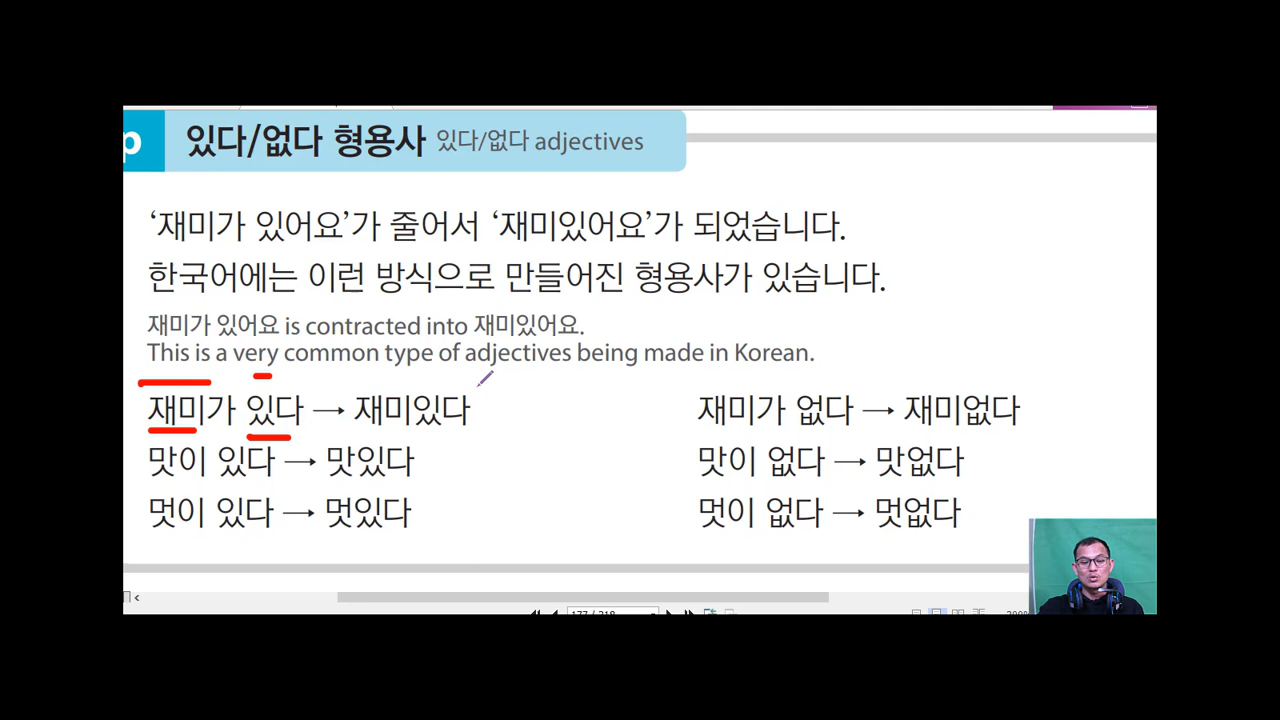 p
있다/없다 형용사 있다/없다 adjectives
‘재미가 있어요’가 줄어서 ‘재미있어요’가 되었습니다.
한국어에는 이런 방식으로 만들어진 형용사가 있습니다.
재미가 있어요 is contracted into 재미있어요.
This is a very common type of adjectives being made in Korean.
재미가 있다 → 재미있다
재미가 없다 → 재미없다
맛이 있다 → 맛있다
맛이 없다 → 맛없다
멋이 있다 → 멋있다
멋이 없다 → 멋없다